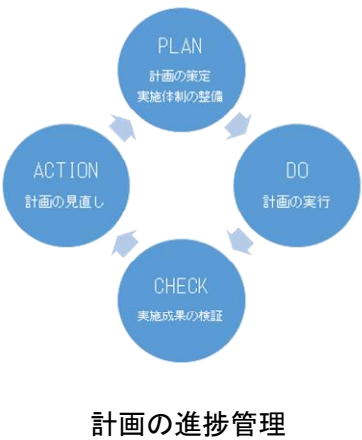 PLAN
計画の策定
実施体制の整備
DO
計画の実行
CHECK
実施成果の検証
ACTION
計画の見直し
計画の進捗管理